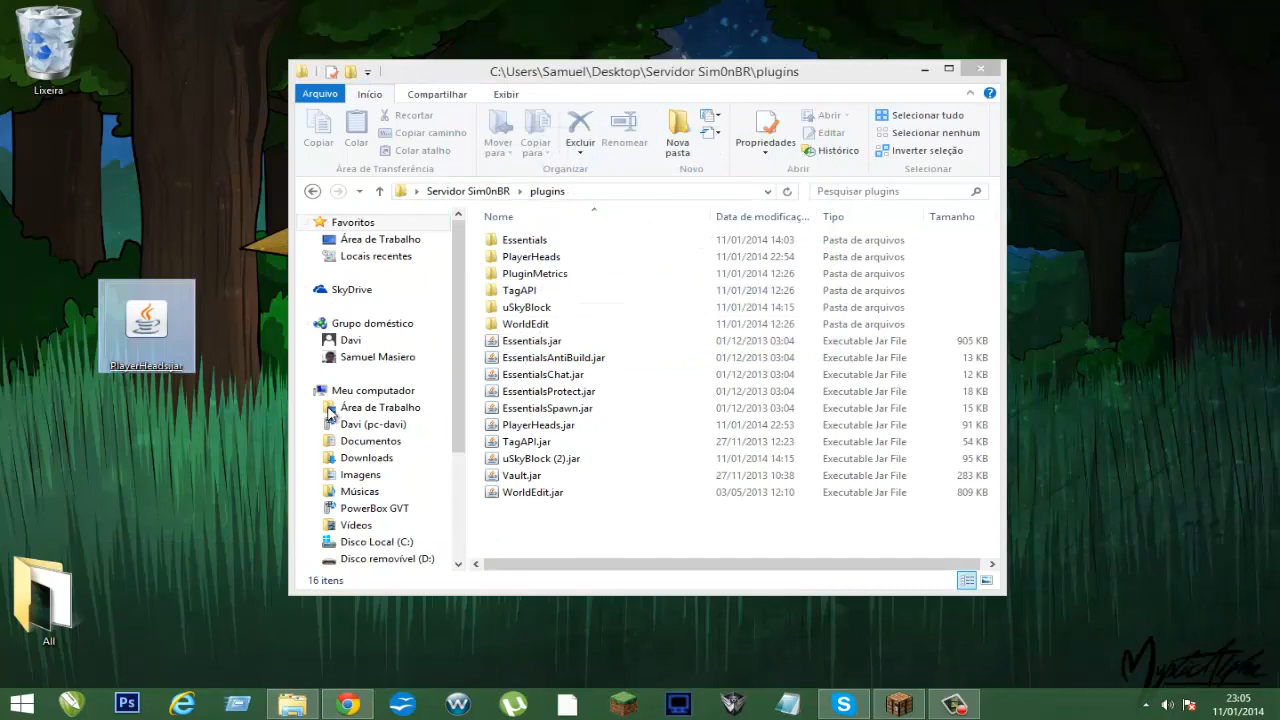 Lixeira
PlayerHeads.jar
All
C:\Users\Samuel\Desktop\Servidor Sim0nBR\plugins
Arquivo Início Compartilhar Exibir
Copiar
Colar
Recortar
Copiar caminho
Colar atalho
Área de Transferência
Mover para
Copiar para
Excluir
Renomear
Organizar
Nova pasta
Novo
Propriedades
Abrir
Editar
Histórico
Abrir
Selecionar tudo
Selecionar nenhum
Inverter seleção
Selecionar
Servidor Sim0nBR plugins
Pesquisar plugins
Favoritos
Área de Trabalho
Locais recentes
SkyDrive
Grupo doméstico
Davi
Samuel Masiero
Meu computador
Área de Trabalho
Davi (pc-davi)
Documentos
Downloads
Imagens
Músicas
PowerBox GVT
Vídeos
Disco Local (C:)
Disco removível (D:)
Nome Data de modificaç... Tipo Tamanho
Essentials 11/01/2014 14:03 Pasta de arquivos
PlayerHeads 11/01/2014 22:54 Pasta de arquivos
PluginMetrics 11/01/2014 12:26 Pasta de arquivos
TagAPI 11/01/2014 12:26 Pasta de arquivos
uSkyBlock 11/01/2014 14:15 Pasta de arquivos
WorldEdit 11/01/2014 12:26 Pasta de arquivos
Essentials.jar 01/12/2013 03:04 Executable Jar File 905 KB
EssentialsAntiBuild.jar 01/12/2013 03:04 Executable Jar File 13 KB
EssentialsChat.jar 01/12/2013 03:04 Executable Jar File 12 KB
EssentialsProtect.jar 01/12/2013 03:04 Executable Jar File 18 KB
EssentialsSpawn.jar 01/12/2013 03:04 Executable Jar File 15 KB
PlayerHeads.jar 11/01/2014 22:53 Executable Jar File 91 KB
TagAPI.jar 27/11/2013 12:23 Executable Jar File 54 KB
uSkyBlock (2).jar 11/01/2014 14:15 Executable Jar File 95 KB
Vault.jar 27/11/2013 10:38 Executable Jar File 283 KB
WorldEdit.jar 03/05/2013 12:10 Executable Jar File 809 KB
16 itens
Ps
W
S
23:05
11/01/2014